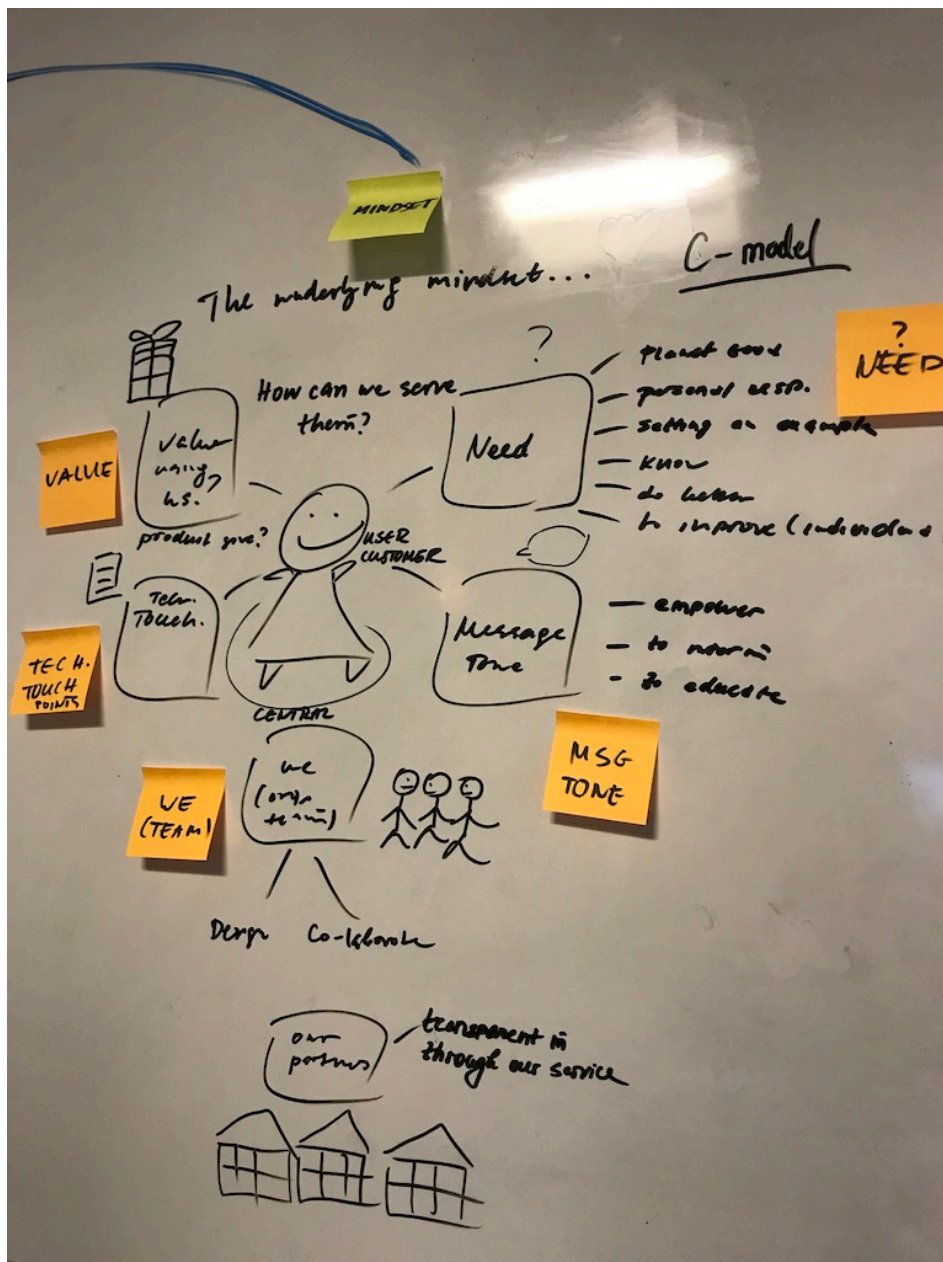 MINDSET
The underlying mindset...
C-model
?
NEED
How can we serve
them?
?
Need
planet good
personal resp.
setting an example
know
do better
to improve (individual
VALUE
value
using
us?
product give?
USER
CUSTOMER
Tech.
Touch.
TECH.
TOUCH
POINTS
Message
Tone
empower
to inform
to educate
MSG
TONE
CENTRAL
we
team)
WE
(TEAM)
Design
our
partners
transparent in
through our service